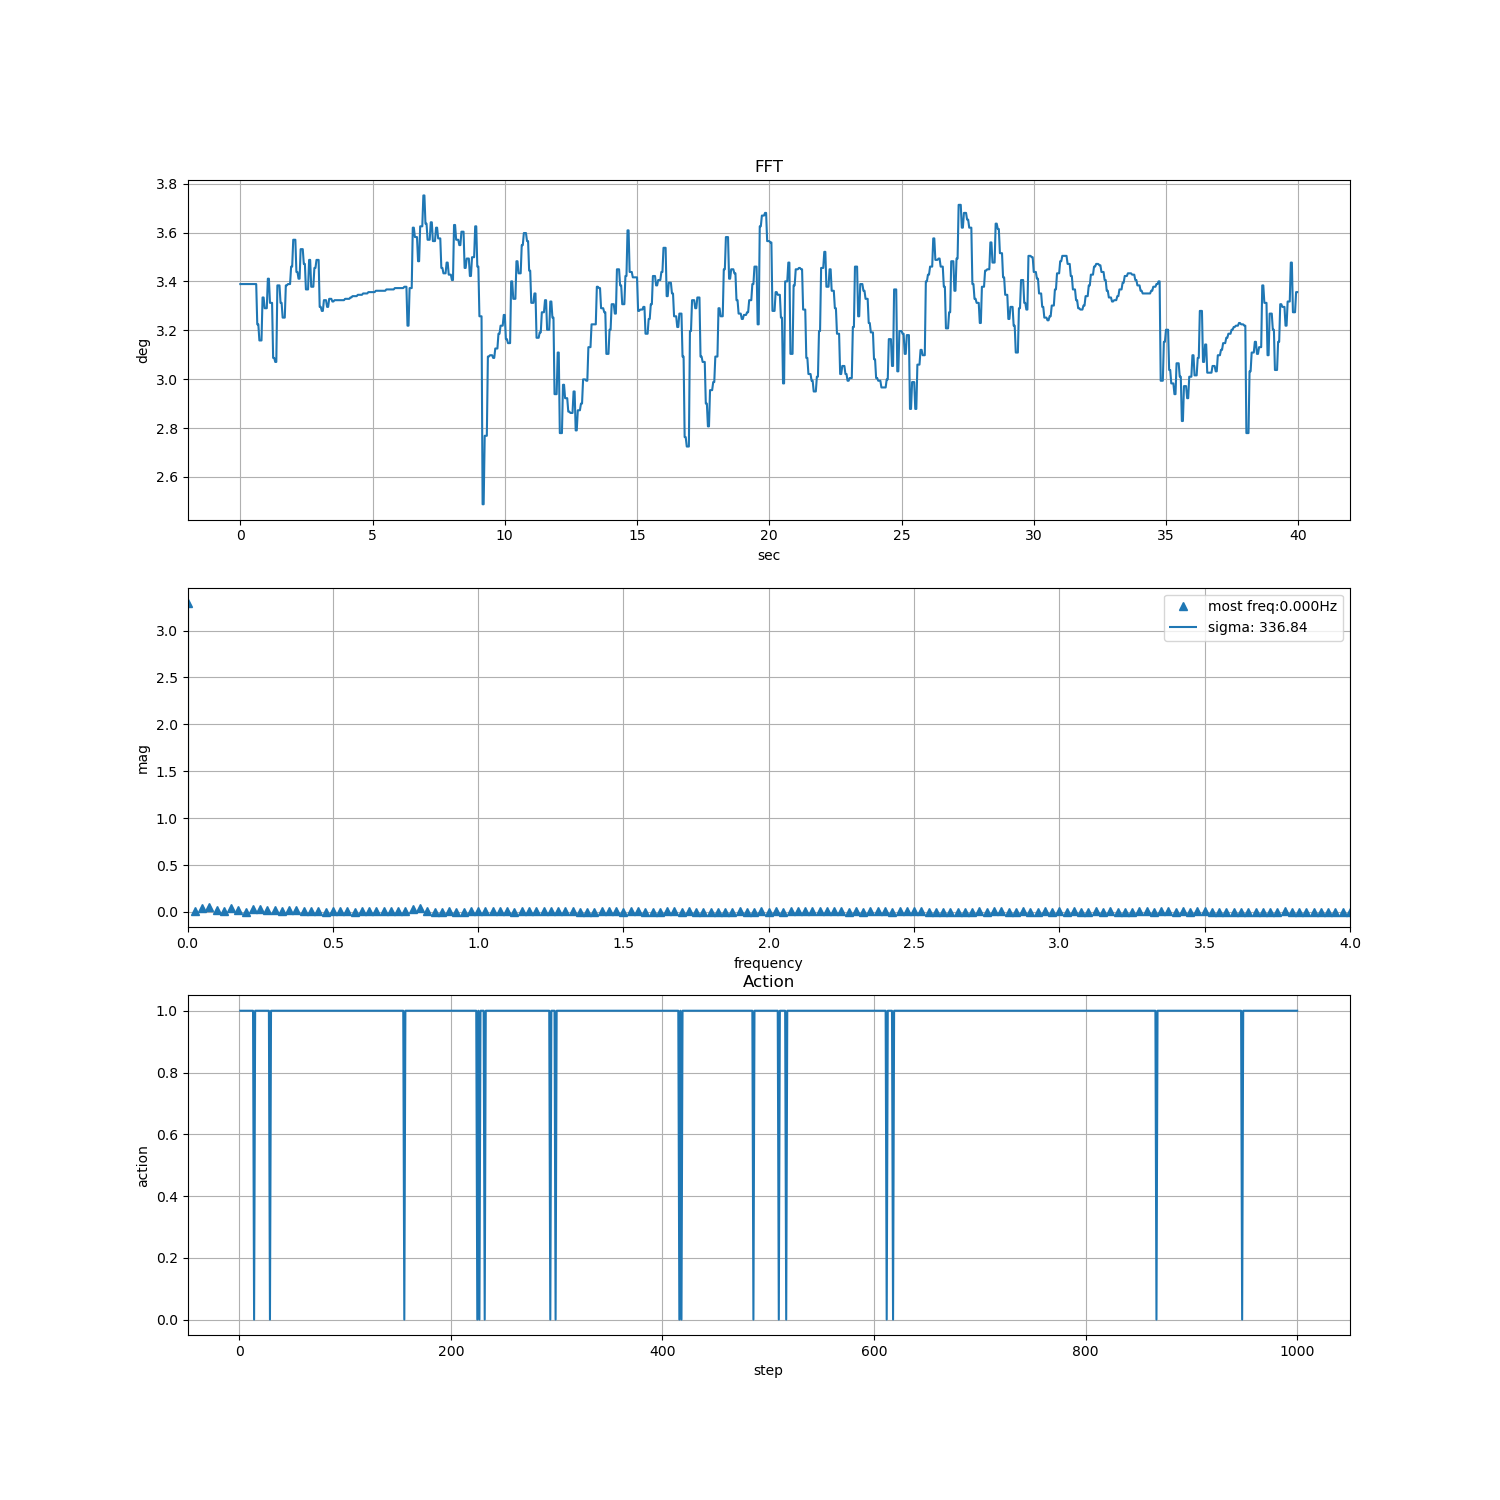 FFT
3.8
3.6
3.4
3.2
3.0
2.8
2.6
deg
0 5 10 15 20 25 30 35 40
sec
most freq:0.000Hz
sigma: 336.84
3.0
2.5
2.0
1.5
1.0
0.5
0.0
mag
0.0 0.5 1.0 1.5 2.0 2.5 3.0 3.5 4.0
frequency
Action
1.0
0.8
0.6
0.4
0.2
0.0
action
0 200 400 600 800 1000
step